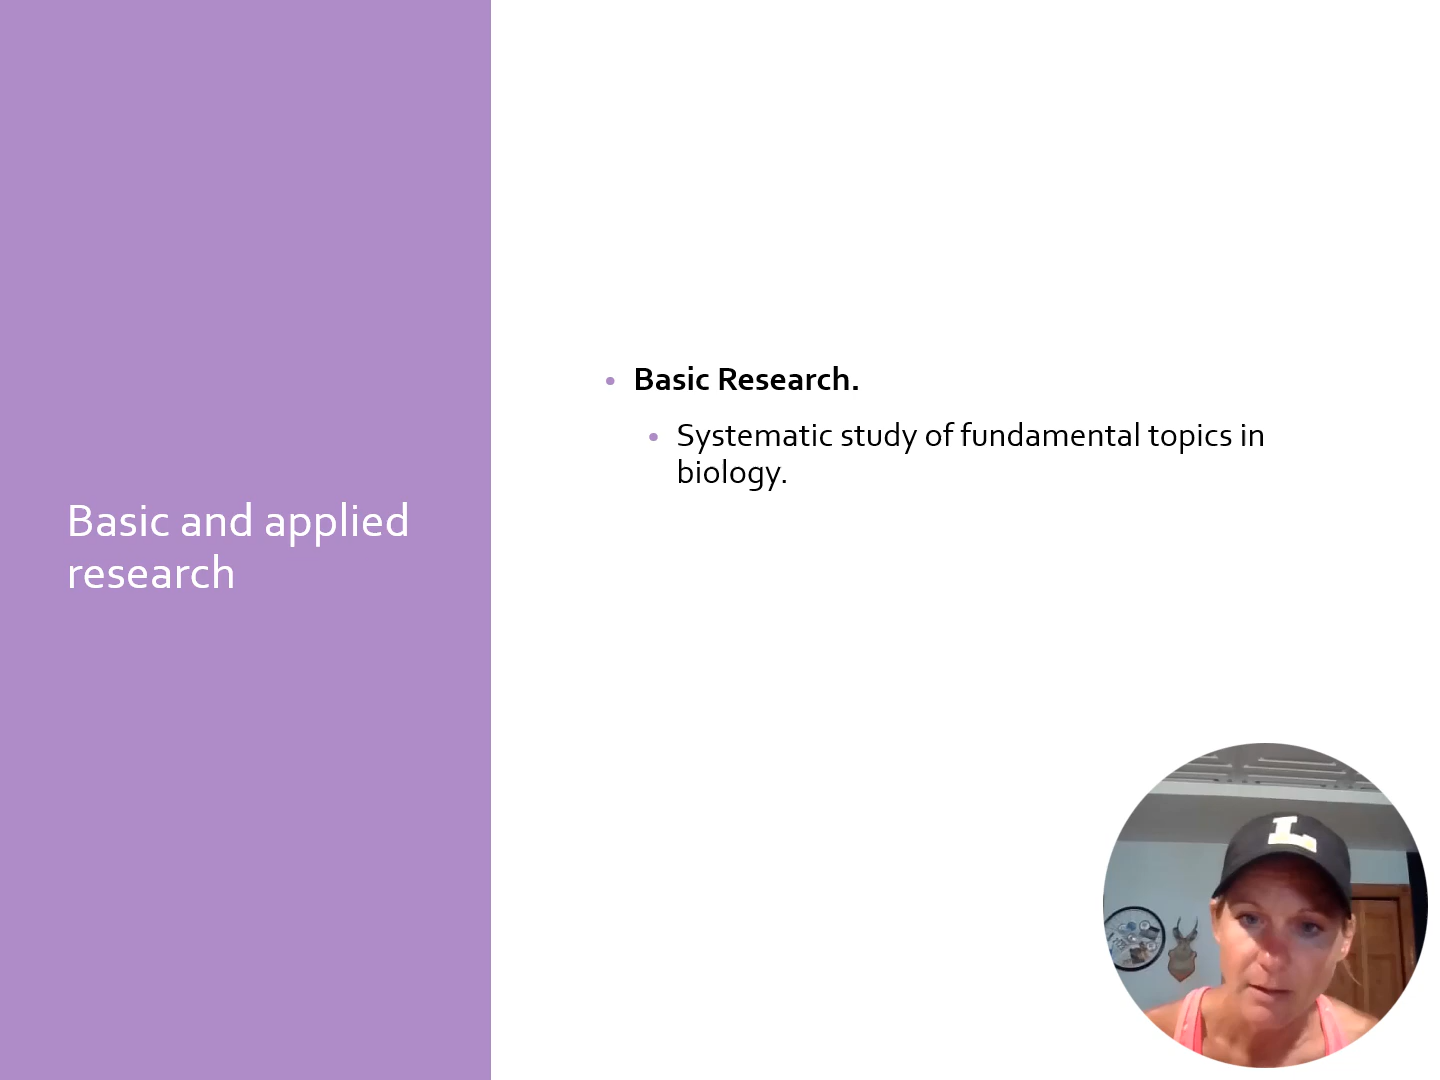 Basic and applied
research
Basic Research.
Systematic study of fundamental topics in
biology.
L